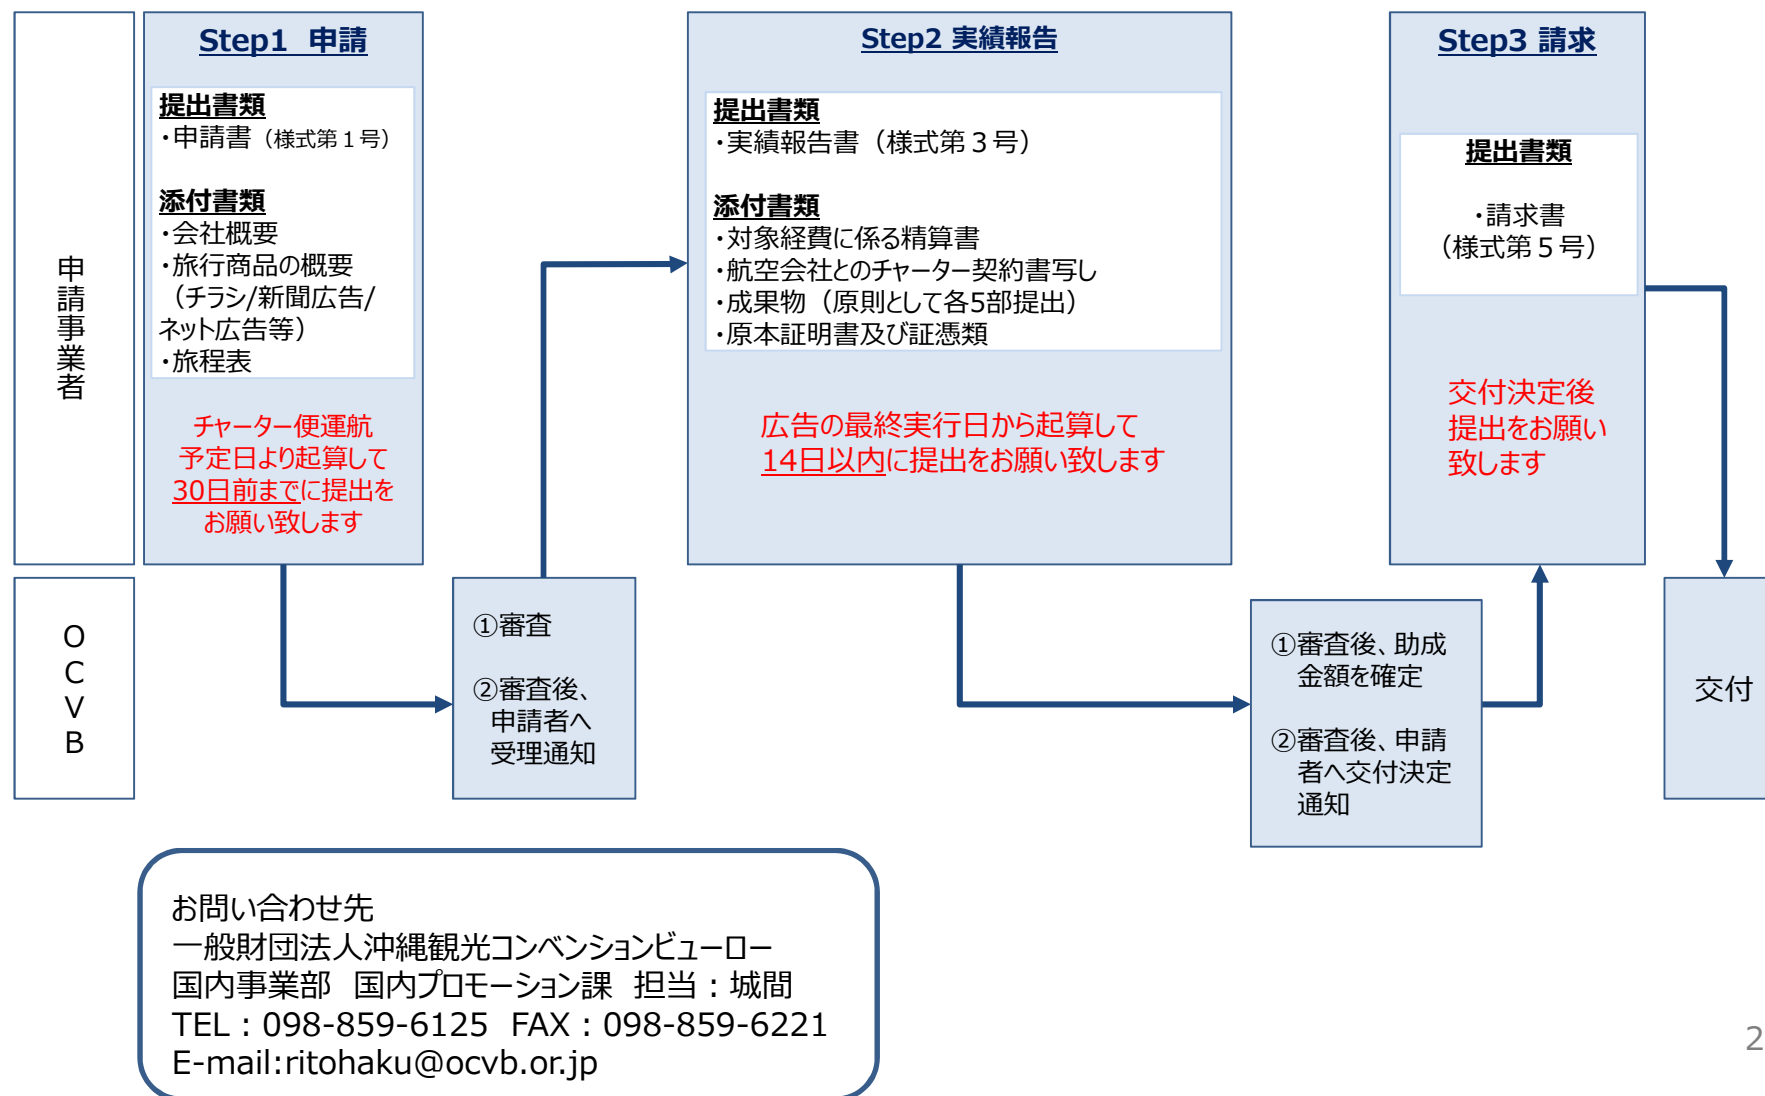 申請事業者
Step1 申請
提出書類
・申請書（様式第１号）
添付書類
・会社概要
・旅行商品の概要
（チラシ/新聞広告/
ネット広告等）
・旅程表
チャーター便運航
予定日より起算して
30日前までに提出を
お願い致します
Step2 実績報告
提出書類
・実績報告書（様式第３号）
添付書類
・対象経費に係る精算書
・航空会社とのチャーター契約書写し
・成果物（原則として各5部提出）
・原本証明書及び証憑類
広告の最終実行日から起算して
14日以内に提出をお願い致します
Step3 請求
提出書類
・請求書
（様式第５号）
交付決定後
提出をお願い
致します
OCVB
①審査
②審査後、
申請者へ
受理通知
①審査後、助成
金額を確定
②審査後、申請
者へ交付決定
通知
交付
お問い合わせ先
一般財団法人沖縄観光コンベンションビューロー
国内事業部 国内プロモーション課 担当：城間
TEL：098-859-6125 FAX：098-859-6221
E-mail:ritohaku@ocvb.or.jp
2